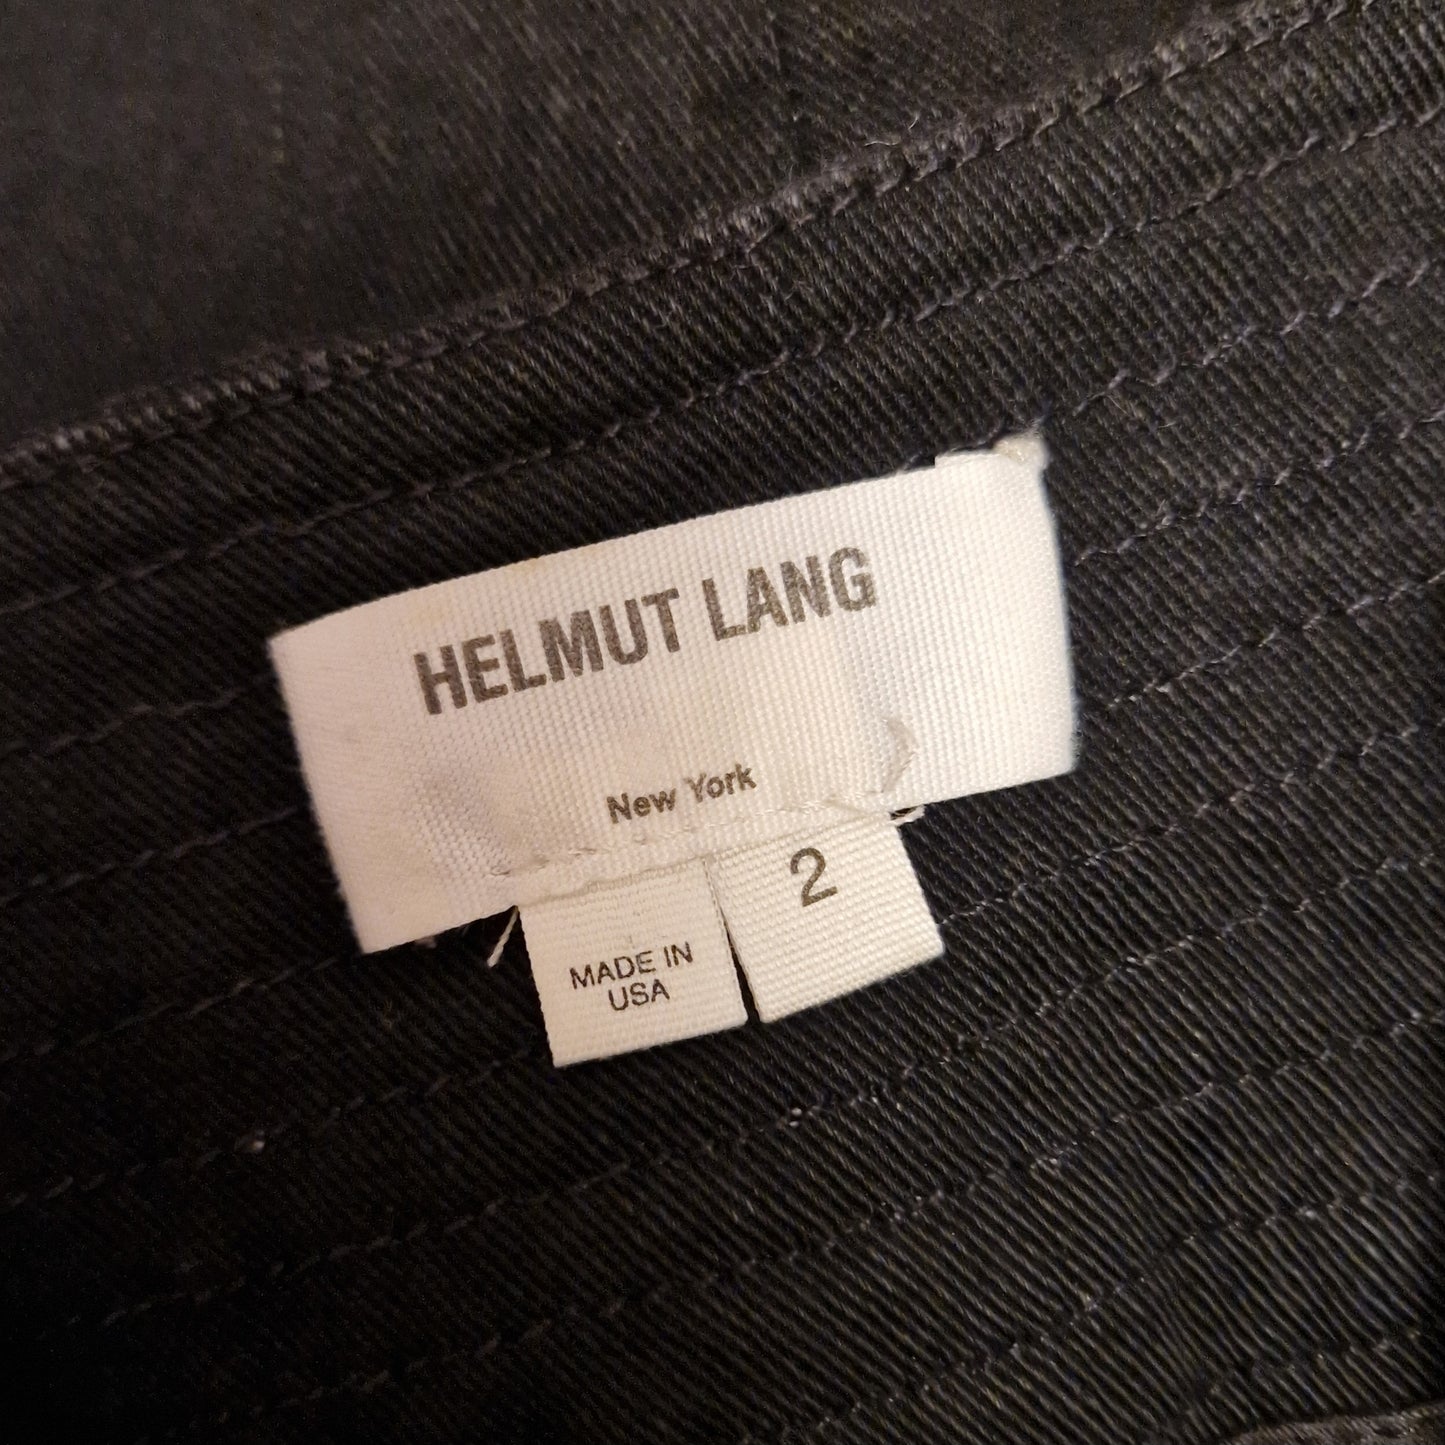 HELMUT LANG
New York
2
MADE IN
USA